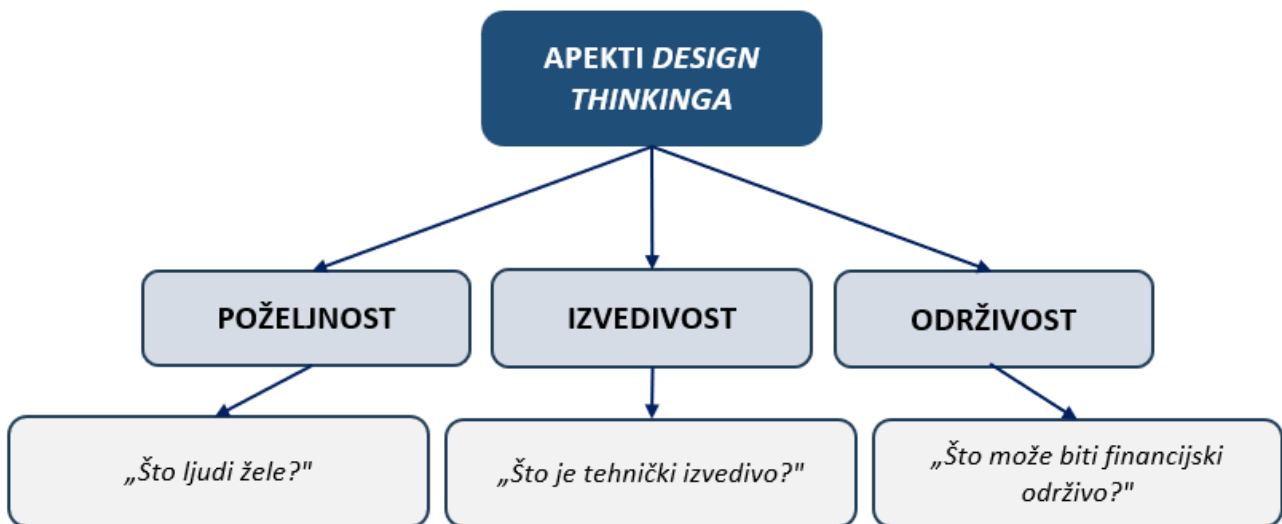 APEKTI DESIGN
THINKINGA
POŽELJNOST
IZVEDIVOST
ODRŽIVOST
„Što ljudi žele?"
„Što je tehnički izvedivo?"
„Što može biti financijski
održivo?"